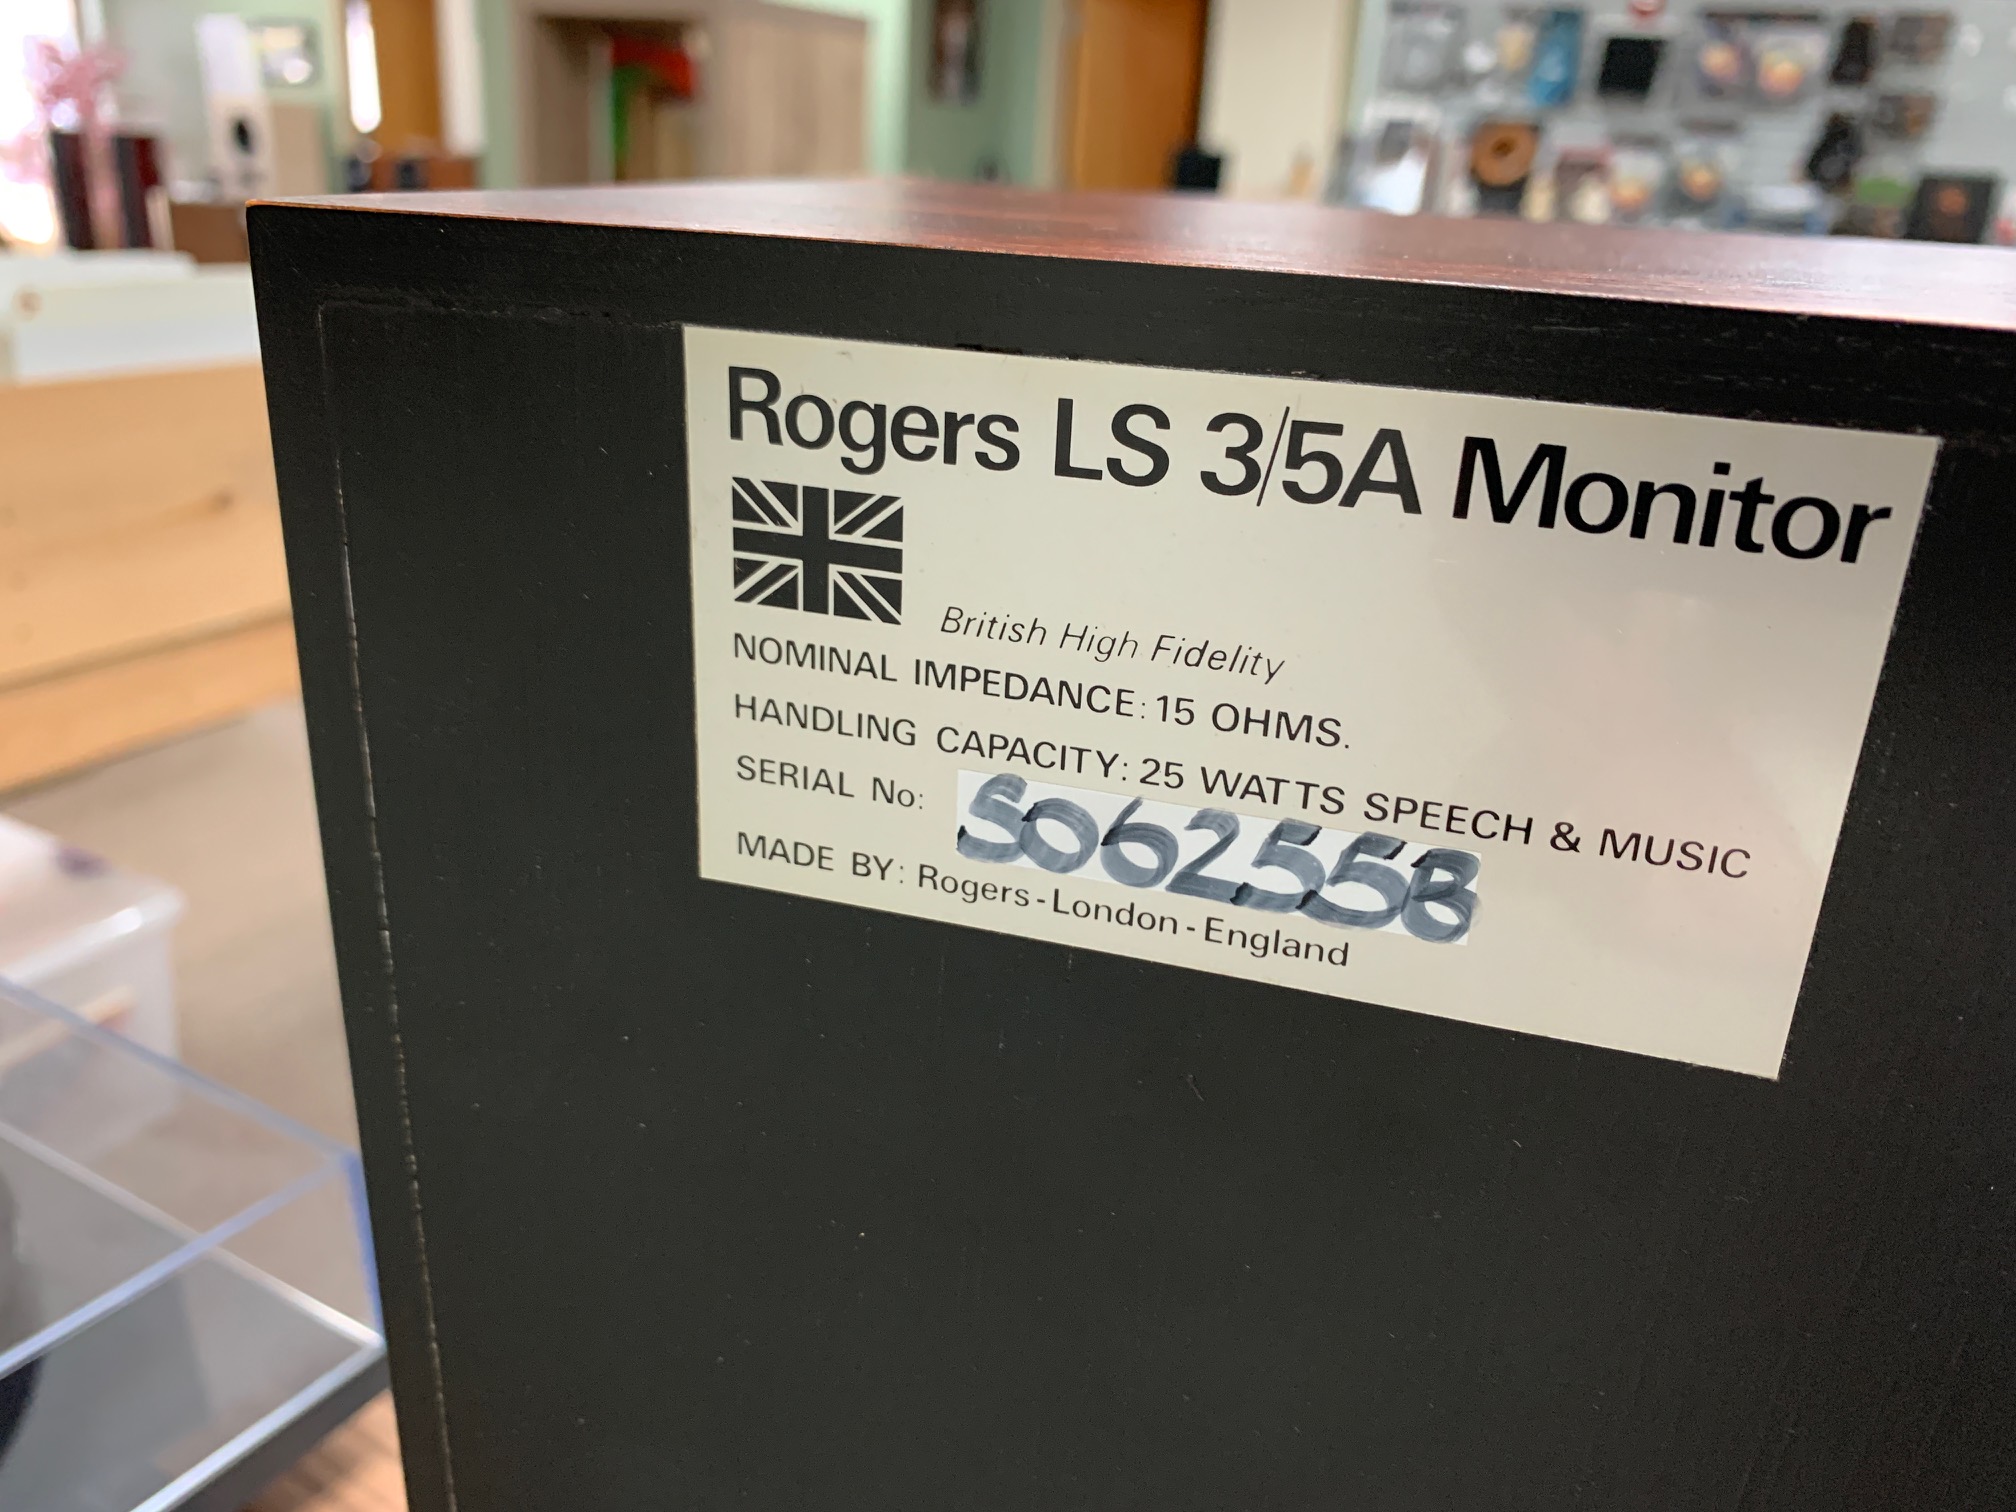 Rogers LS 3/5A Monitor
British High Fidelity
NOMINAL IMPEDANCE: 15 OHMS.
HANDLING CAPACITY: 25 WATTS SPEECH & MUSIC
SERIAL No: S06255B
MADE BY: Rogers-London-England